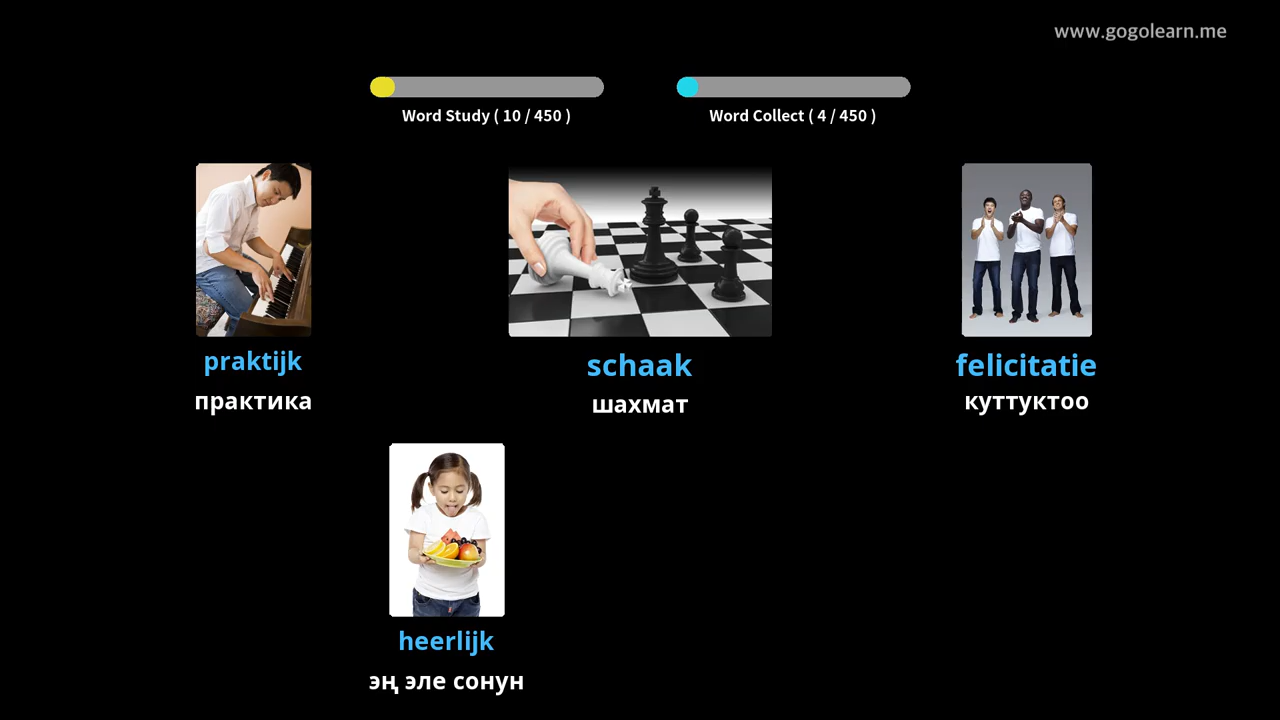 www.gogolearn.me
Word Study ( 10 / 450 )
Word Collect ( 4 / 450 )
praktijk
практика
schaak
шахмат
felicitatie
куттуктоо
heerlijk
эң эле сонун